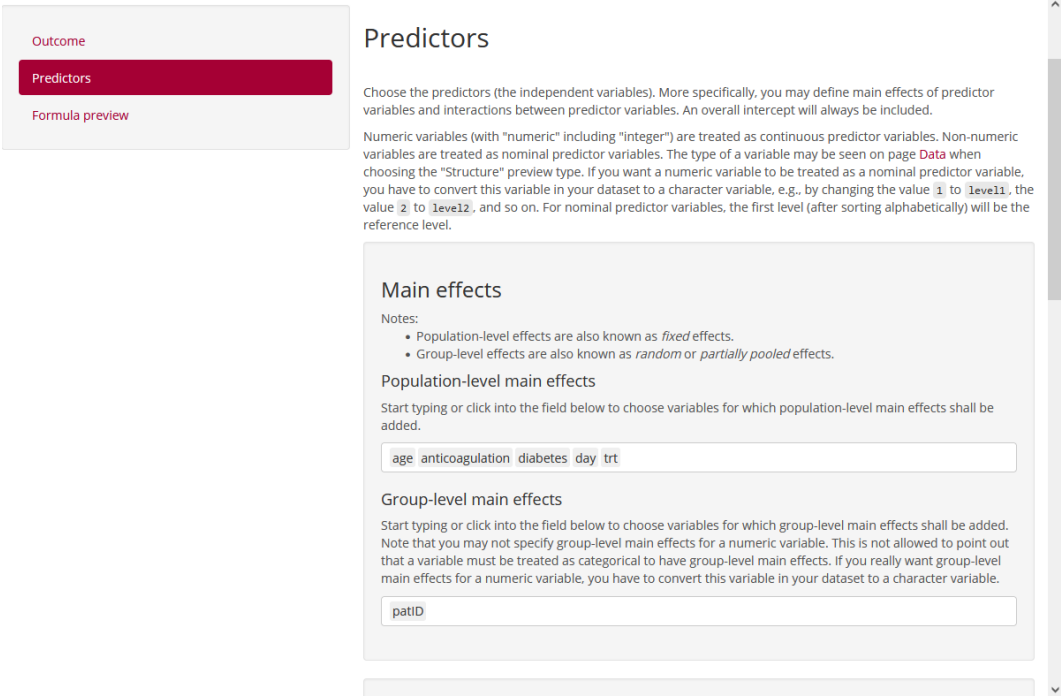 Outcome
Predictors
Formula preview
Predictors
Choose the predictors (the independent variables). More specifically, you may define main effects of predictor
variables and interactions between predictor variables. An overall intercept will always be included.
Numeric variables (with "numeric" including "integer") are treated as continuous predictor variables. Non-numeric
variables are treated as nominal predictor variables. The type of a variable may be seen on page Data when
choosing the "Structure" preview type. If you want a numeric variable to be treated as a nominal predictor variable,
you have to convert this variable in your dataset to a character variable, e.g., by changing the value 1 to level1, the
value 2 to level2, and so on. For nominal predictor variables, the first level (after sorting alphabetically) will be the
reference level.
Main effects
Notes:
• Population-level effects are also known as fixed effects.
• Group-level effects are also known as random or partially pooled effects.
Population-level main effects
Start typing or click into the field below to choose variables for which population-level main effects shall be
added.
age anticoagulation diabetes day trt
Group-level main effects
Start typing or click into the field below to choose variables for which group-level main effects shall be added.
Note that you may not specify group-level main effects for a numeric variable. This is not allowed to point out
that a variable must be treated as categorical to have group-level main effects. If you really want group-level
main effects for a numeric variable, you have to convert this variable in your dataset to a character variable.
patID